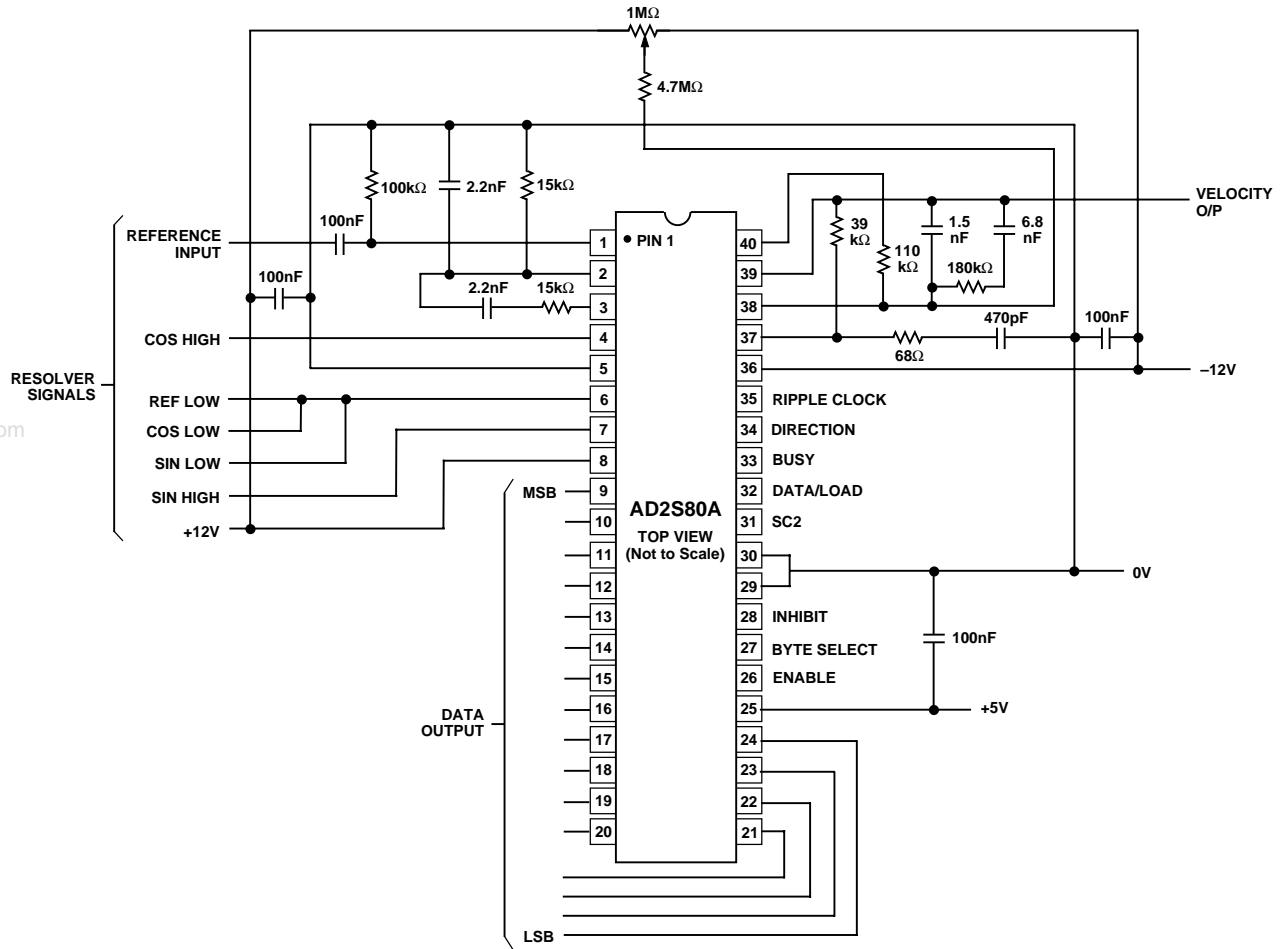 1MΩ
4.7MΩ
100kΩ
2.2nF
15kΩ
100nF
REFERENCE
INPUT
100nF
2.2nF
15kΩ
COS HIGH
RESOLVER
SIGNALS
REF LOW
COS LOW
SIN LOW
SIN HIGH
+12V
om
1
2
3
4
5
6
7
8
9
10
11
12
13
14
15
16
17
18
19
20
PIN 1
AD2S80A
TOP VIEW
(Not to Scale)
40
39
38
37
36
35
34
33
32
31
30
29
28
27
26
25
24
23
22
21
39
kΩ
110
kΩ
1.5
nF
6.8
nF
180kΩ
VELOCITY
O/P
68Ω
470pF
100nF
–12V
RIPPLE CLOCK
DIRECTION
BUSY
DATA/LOAD
SC2
0V
INHIBIT
BYTE SELECT
ENABLE
100nF
+5V
MSB
DATA
OUTPUT
LSB